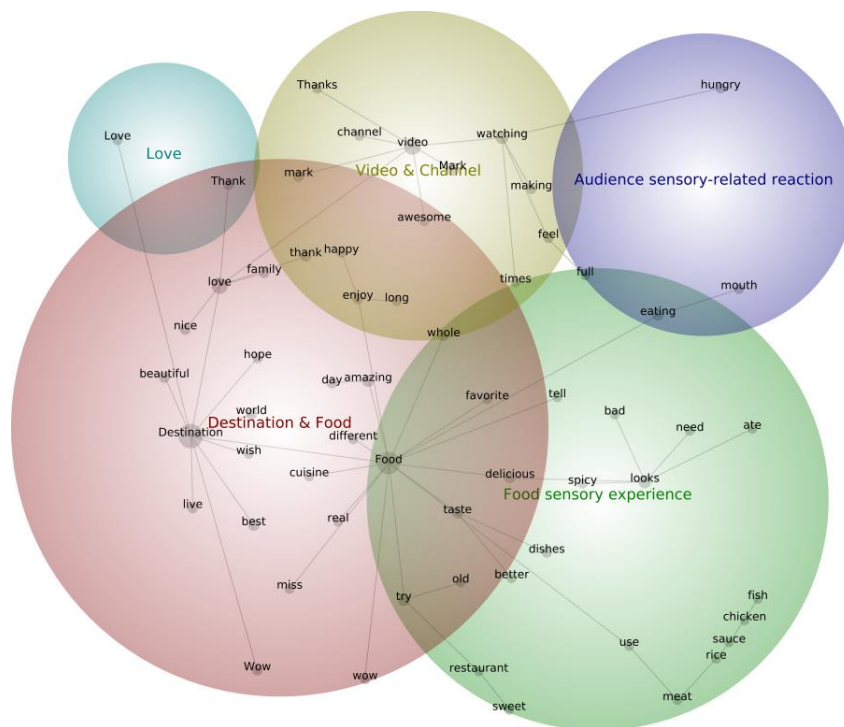 Thanks
hungry
channel
video
watching
Love
Love
mark
Mark
Video & Channel
Thank
making
Audience sensory-related reaction
awesome
feel
thank
happy
love
family
full
times
mouth
enjoy
long
eating
nice
whole
hope
beautiful
day
amazing
favorite
tell
world
bad
Destination & Food
Destination
different
need
ate
wish
Food
cuisine
delicious
spicy
looks
Food sensory experience
live
best
real
taste
dishes
miss
old
better
try
fish
chicken
use
sauce
rice
Wow
wow
restaurant
meat
sweet